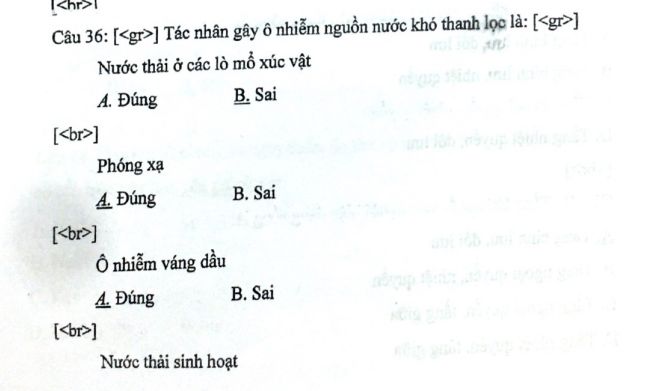 [<hr>]
Câu 36: [<gr>] Tác nhân gây ô nhiễm nguồn nước khó thanh lọc là: [<gr>]
Nước thải ở các lò mổ xúc vật
A. Đúng B. Sai
[<br>]
Phóng xạ
A. Đúng B. Sai
[<br>]
Ô nhiễm váng dầu
A. Đúng B. Sai
[<br>]
Nước thải sinh hoạt